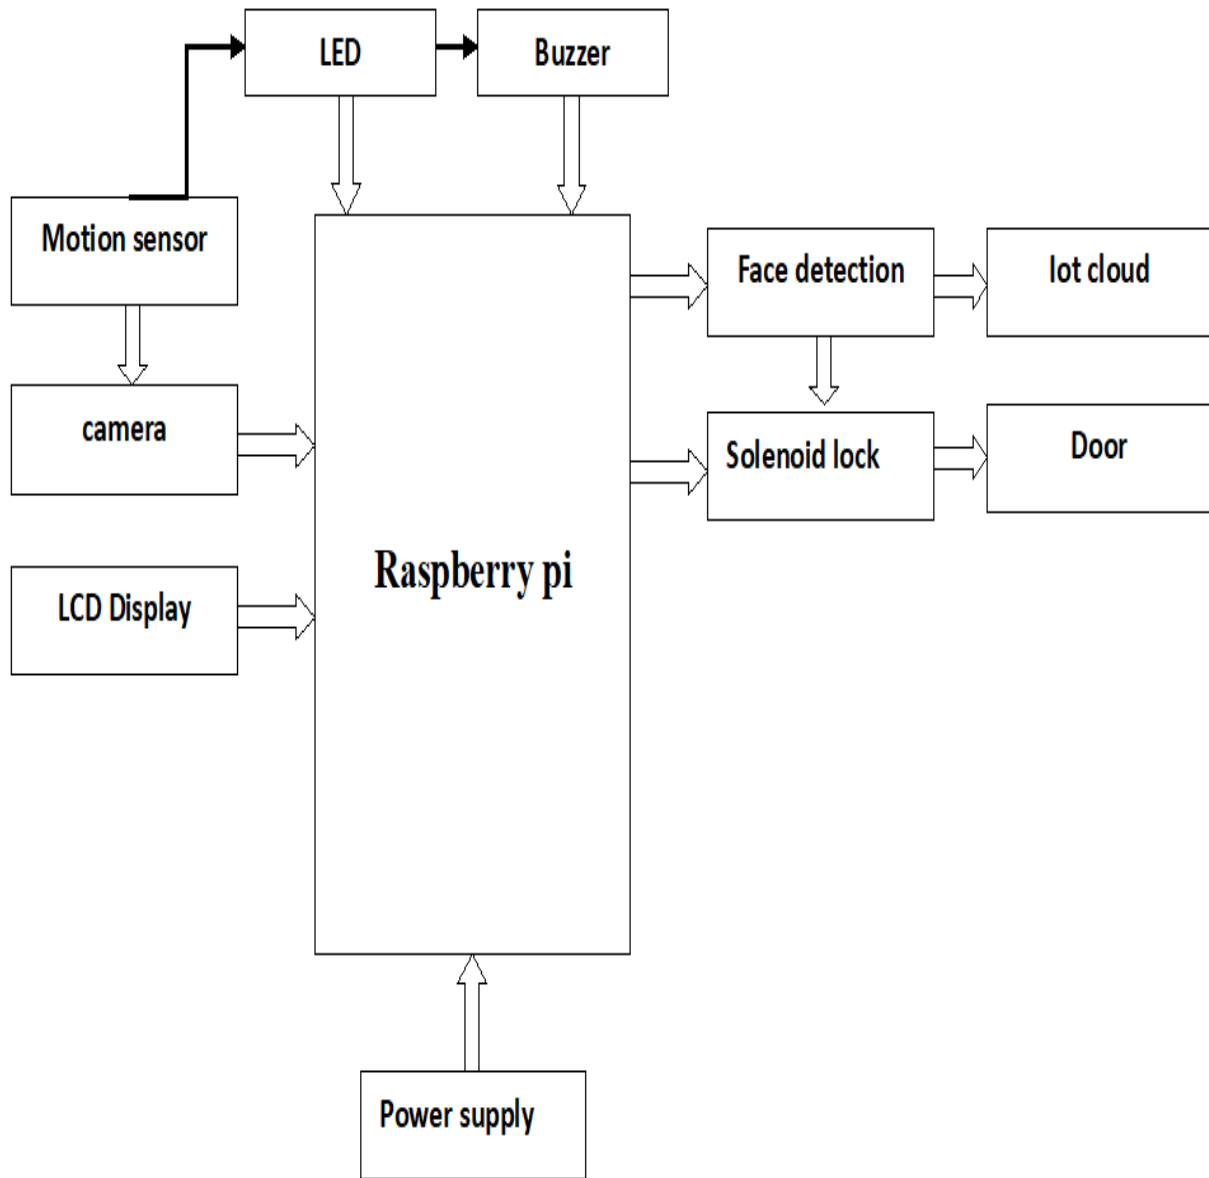 LED
Buzzer
Motion sensor
Face detection
Iot cloud
camera
Solenoid lock
Door
Raspberry pi
LCD Display
Power supply